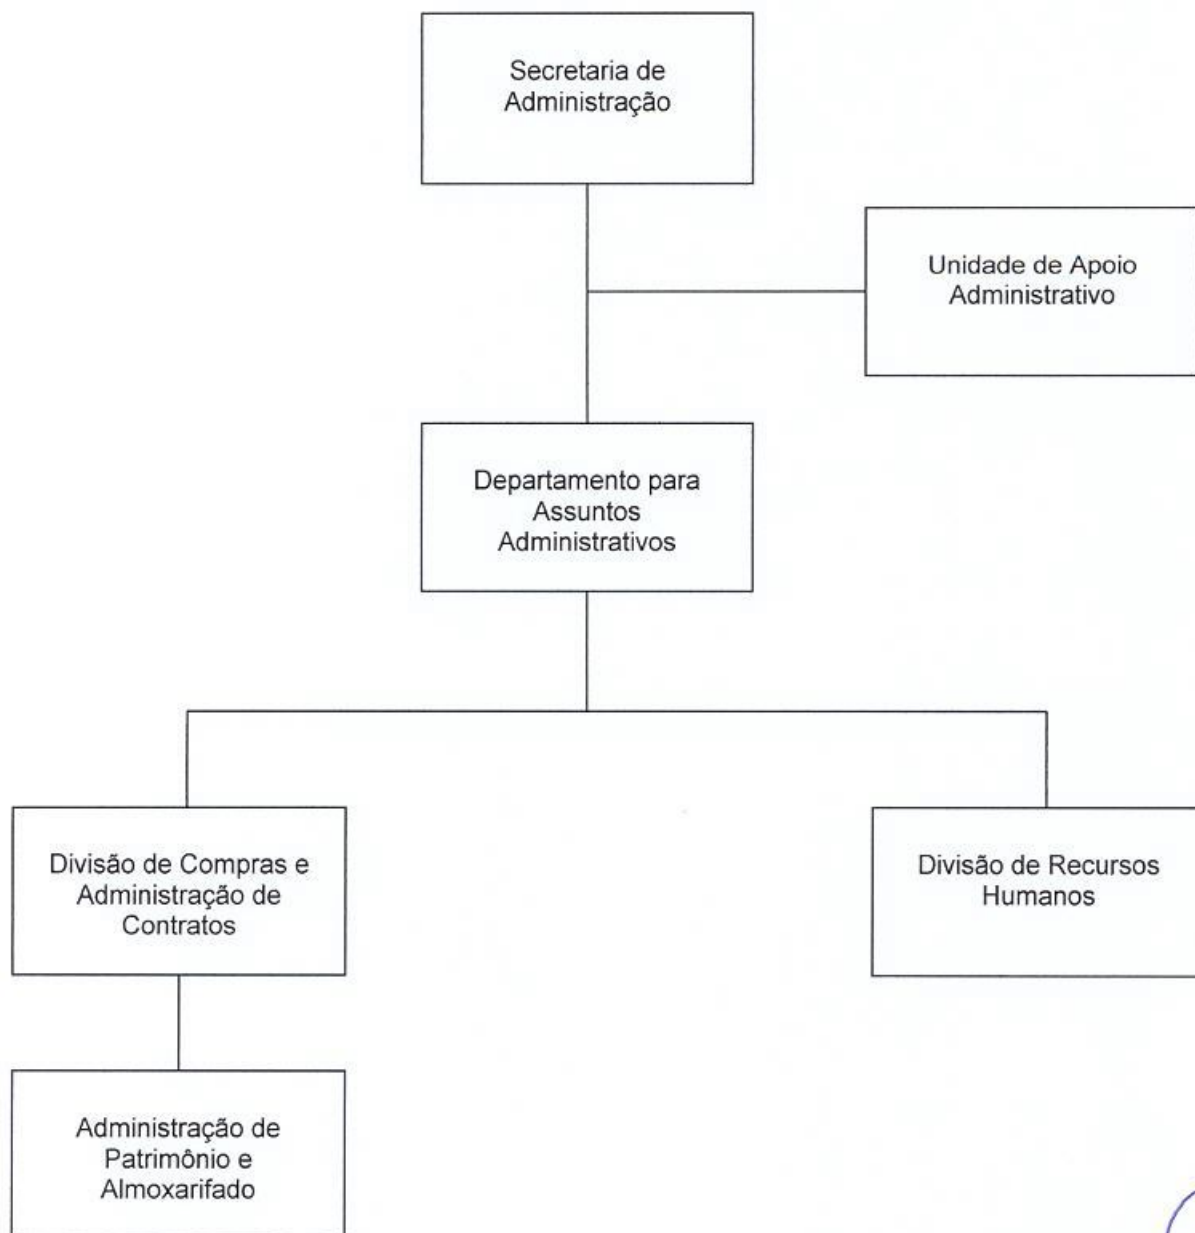 Secretaria de
Administração
Unidade de Apoio
Administrativo
Departamento para
Assuntos
Administrativos
Divisão de Compras e
Administração de
Contratos
Divisão de Recursos
Humanos
Administração de
Patrimônio e
Almoxarifado